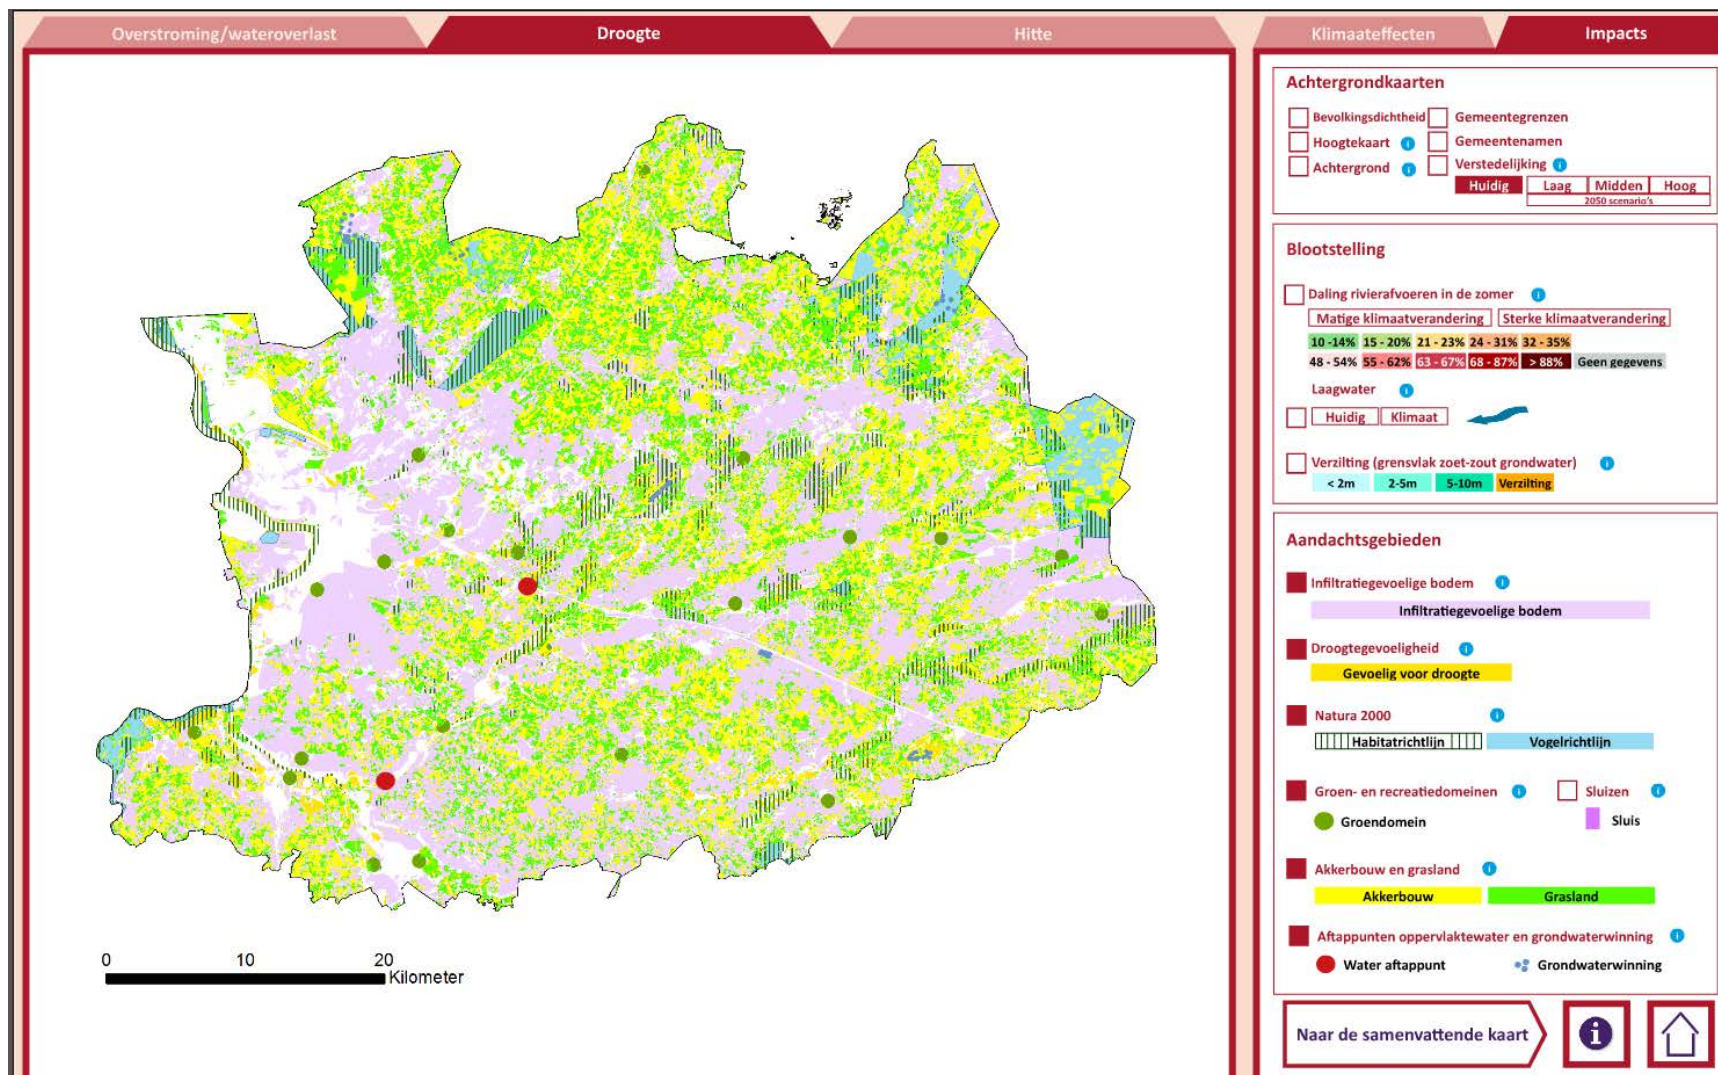 Overstroming/wateroverlast
Droogte
Hitte
Klimaateffecten
Impacts
0 10 20
Kilometer
Achtergrondkaarten
Bevolkingsdichtheid Gemeentegrenzen
Hoogtekaart i Gemeentenamen
Achtergrond i Verstedelijking i
Huidig Laag Midden Hoog
2050 scenario's
Blootstelling
Daling rivierafvoeren in de zomer i
Matige klimaatverandering Sterke klimaatverandering
10 -14% 15 - 20% 21 - 23% 24 - 31% 32 - 35%
48 - 54% 55 - 62% 63 - 67% 68 - 87% > 88% Geen gegevens
Laagwater i
Huidig Klimaat
Verzilting (grensvlak zoet-zout grondwater) i
< 2m 2-5m 5-10m Verzilting
Aandachtsgebieden
Infiltratiegevoelige bodem i
Infiltratiegevoelige bodem
Droogtegevoeligheid i
Gevoelig voor droogte
Natura 2000 i
Habitatrichtlijn Vogelrichtlijn
Groen- en recreatiedomeinen i Sluizen i
Groendomein Sluis
Akkerbouw en grasland i
Akkerbouw Grasland
Aftappunten oppervlaktewater en grondwaterwinning i
Water aftappunt Grondwaterwinning
Naar de samenvattende kaart i